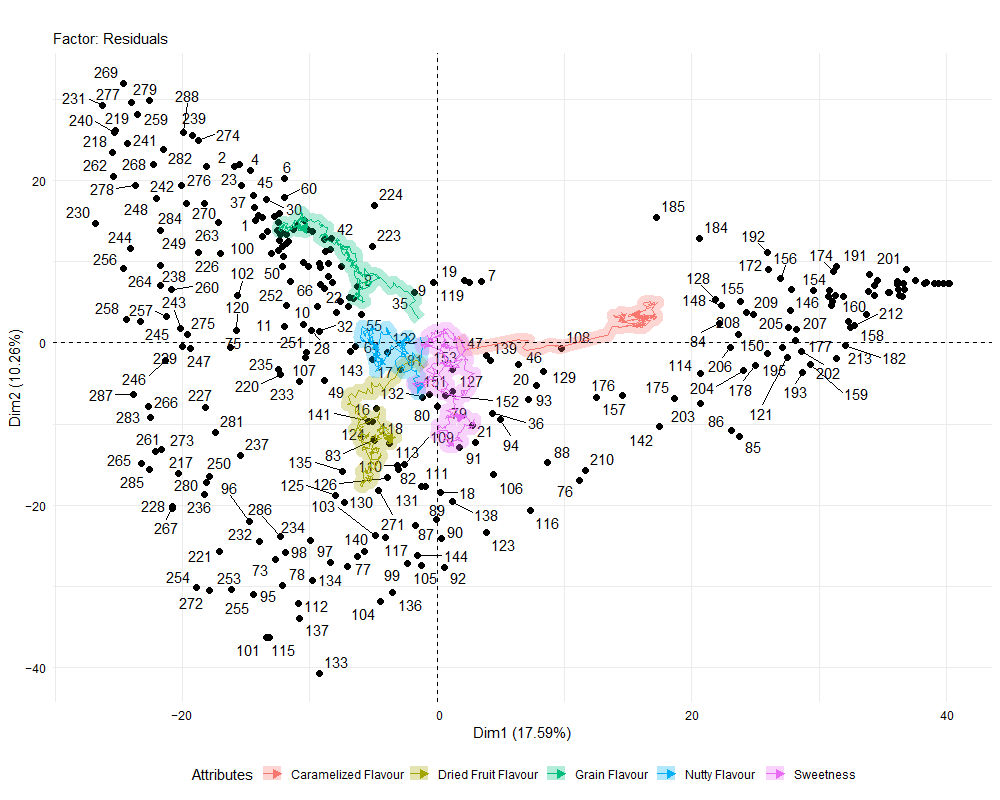 Factor: Residuals
269
231 277 279
288
240 219 259 239
218 241 274
262 268 282 2 4 6
278 242 276 23 45 60
230 248 284 270 37 30 224
244 249 263 1 42 223
256 264 238 226 100
260 102 50 66 22 9 35 9 119 19 7
258 257 243 120 252 10
245 275 75 11 251 32 55
239 247 28 6 122
246 235 107 143 17 91 153 47 139 108
287 220 233 49 132 151 127 46 129
266 227 16 80 79 152 20 93
283 281 141 118 36
261 273 124 83 109 21 94
265 217 237 135 110 113 91 88
285 280 250 125 126 82 111 106 210
228 236 96 103 130 131 18 76
267 286 234 271 89 138 116
221 232 98 97 140 87 90 123
73 117 144
254 253 78 134 77 99 105 92
272 255 95 112 104 136
101 115 137
133
185
184
192 174 191 201
172 156 154
128 155 146 160
148 209 212
208 205 207 158
84 150 177 182
114 206 195 213
204 178 193 202
176 175 121 159
157 203 86
142 85
20
0
−20
−40
Dim2 (10.26%)
−20 0 20 40
Dim1 (17.59%)
Attributes Caramelized Flavour Dried Fruit Flavour Grain Flavour Nutty Flavour Sweetness